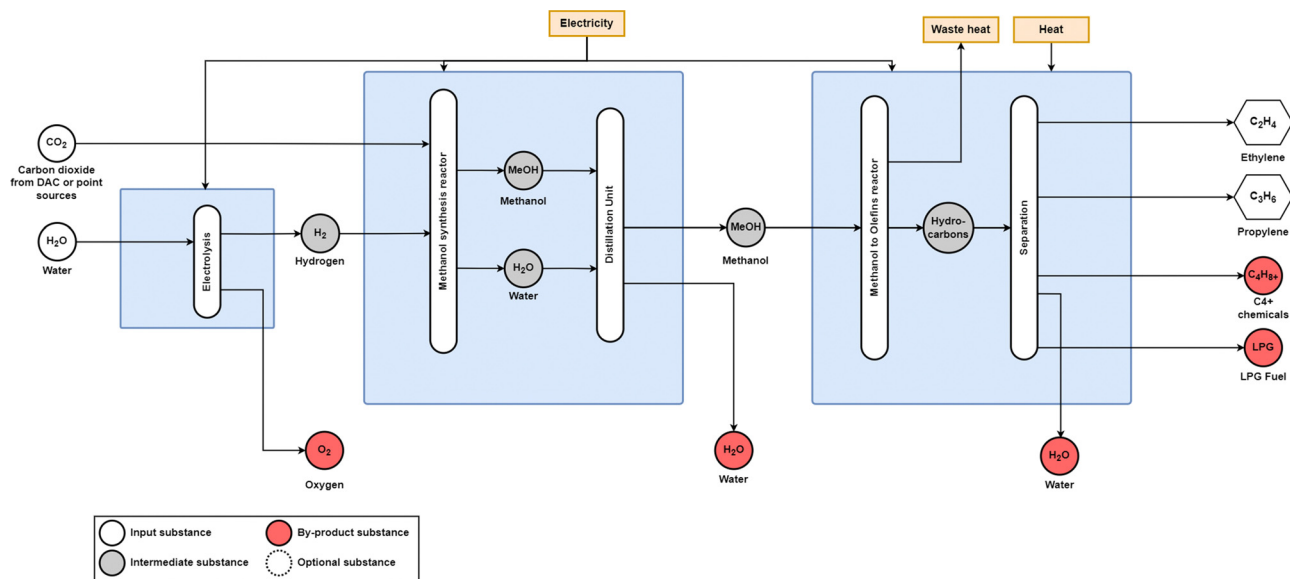 Electricity
Waste heat
Heat
CO₂
Carbon dioxide
from DAC or point
sources
H₂O
Water
Electrolysis
H₂
Hydrogen
O₂
Oxygen
Methanol synthesis reactor
MeOH
Methanol
H₂O
Water
Distillation Unit
MeOH
Methanol
H₂O
Water
Methanol to Olefins reactor
Hydro-
carbons
Separation
C₂H₄
Ethylene
C₃H₆
Propylene
C₄H₈₊
C4+
chemicals
LPG
LPG Fuel
H₂O
Water
Input substance
By-product substance
Intermediate substance
Optional substance